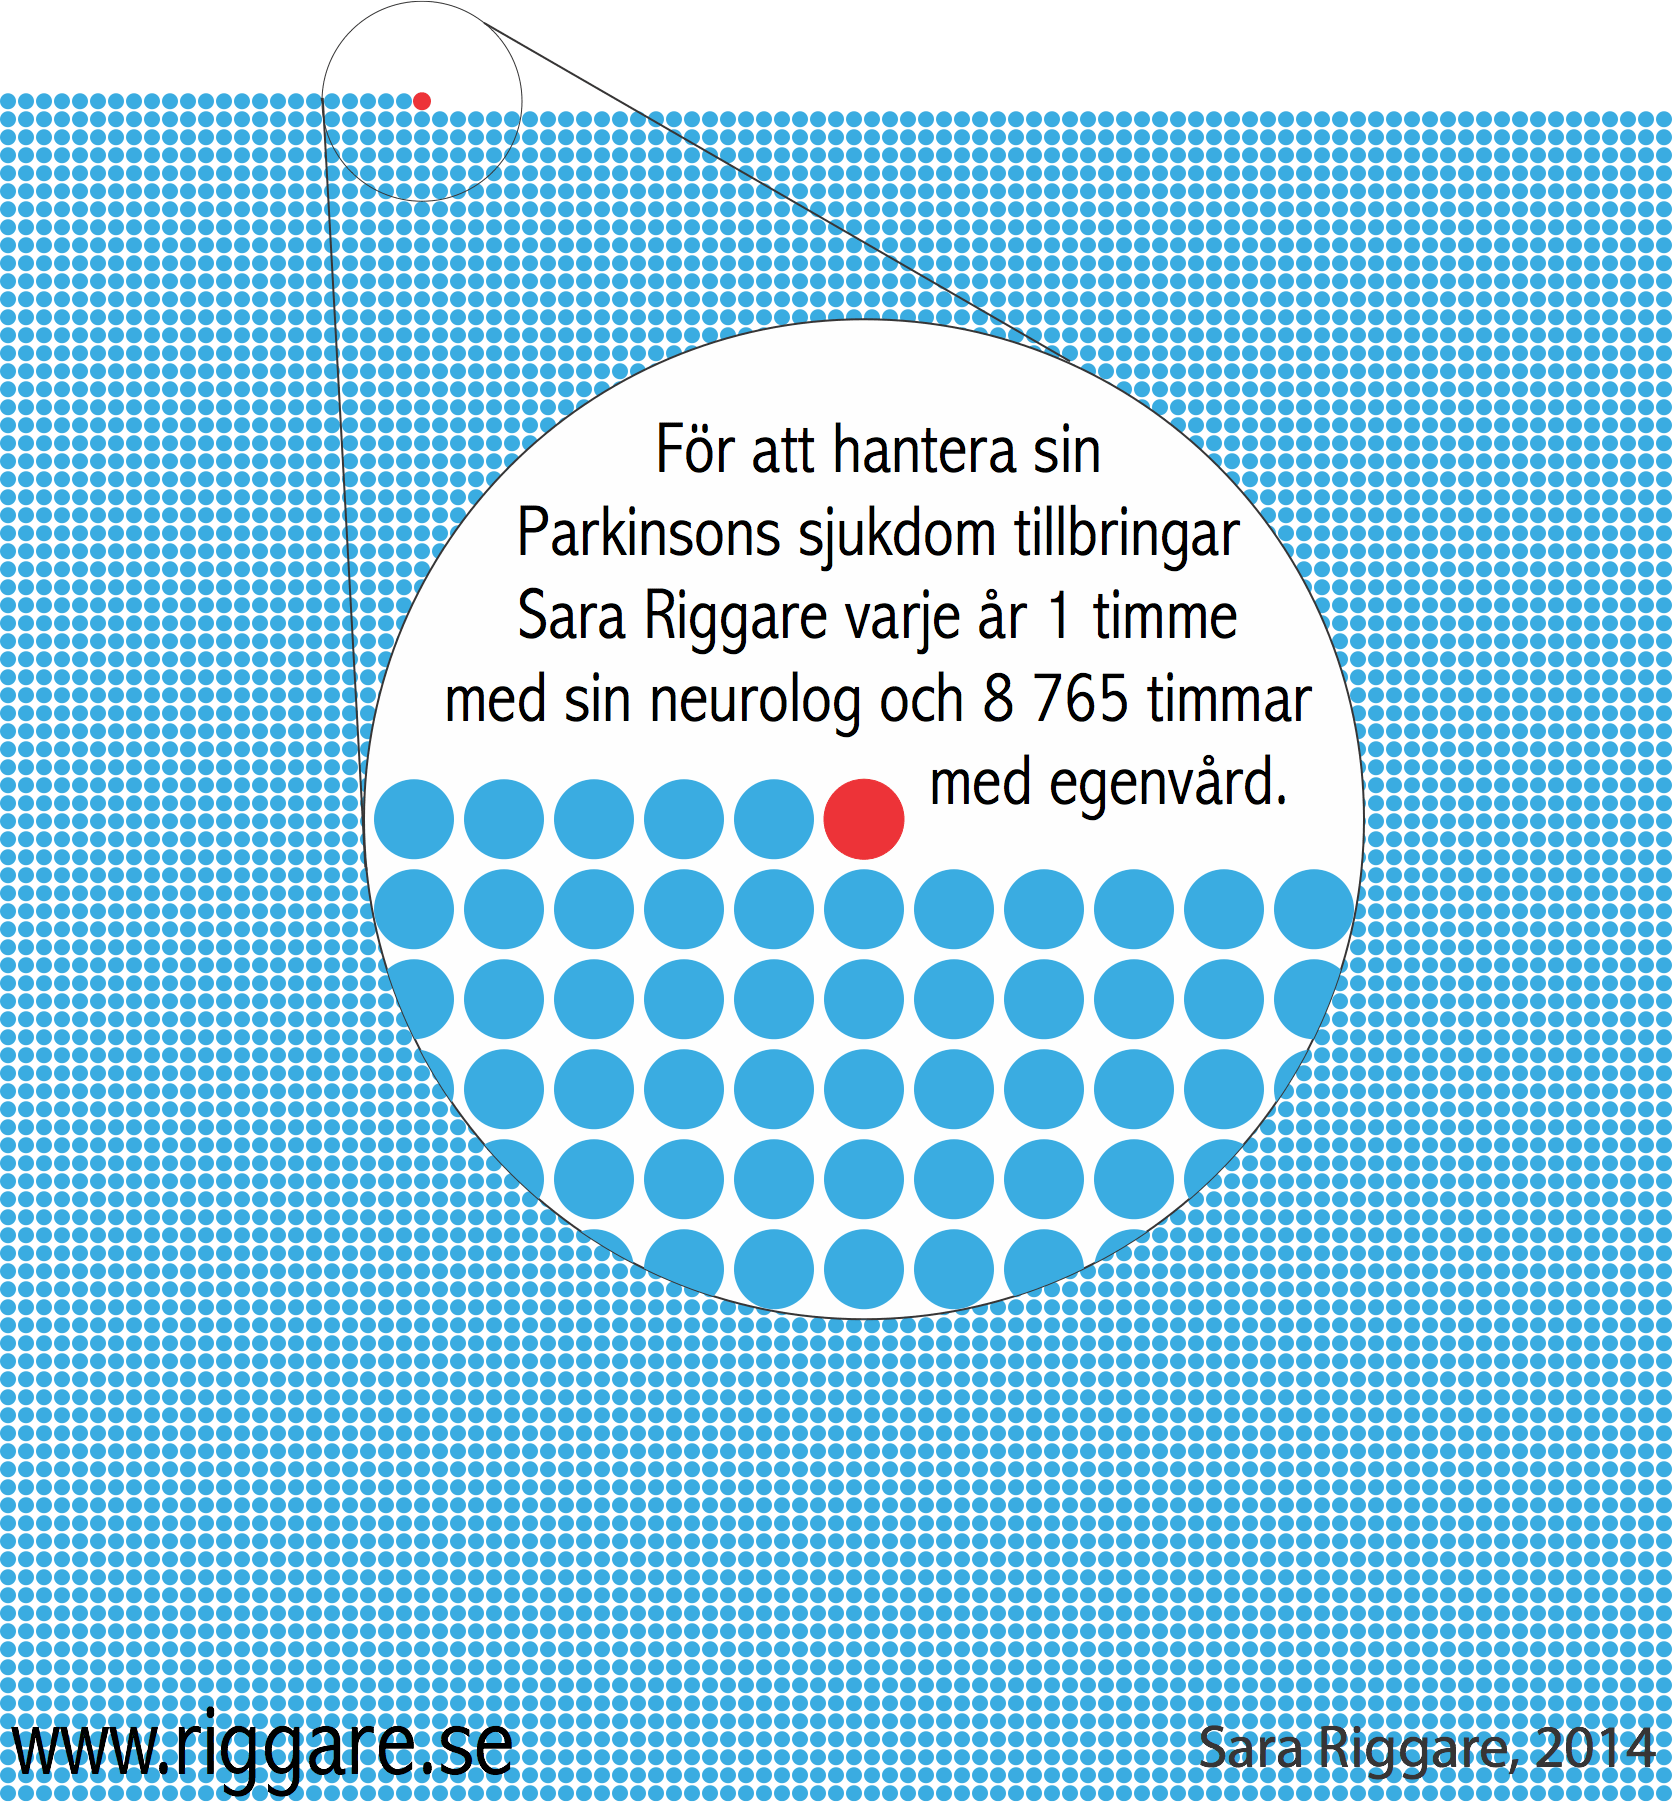 För att hantera sin
Parkinsons sjukdom tillbringar
Sara Riggare varje år 1 timme
med sin neurolog och 8 765 timmar
med egenvård.
www.riggare.se
Sara Riggare, 2014